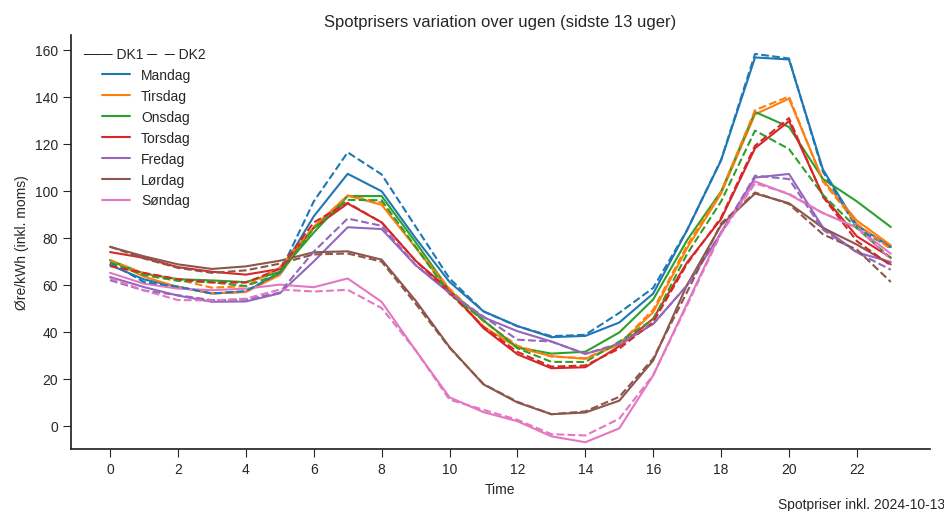 Spotprisers variation over ugen (sidste 13 uger)
DK1 DK2
Mandag
Tirsdag
Onsdag
Torsdag
Fredag
Lørdag
Søndag
Øre/kWh (inkl. moms)
160
140
120
100
80
60
40
20
0
0 2 4 6 8 10 12 14 16 18 20 22
Time
Spotpriser inkl. 2024-10-13